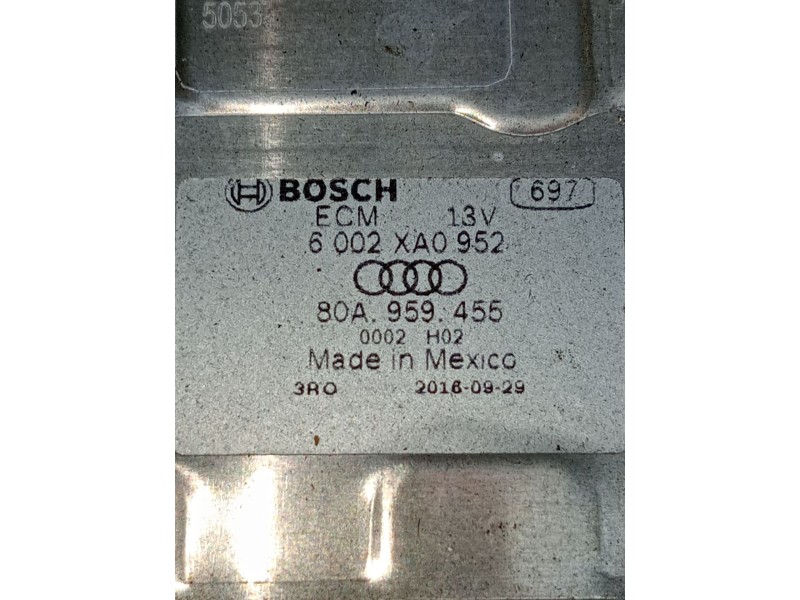 5053
BOSCH 697
ECM 13V
6 002 XA0 952
80A. 959. 455
0002 H02
Made in Mexico
3RO 2016-09-29